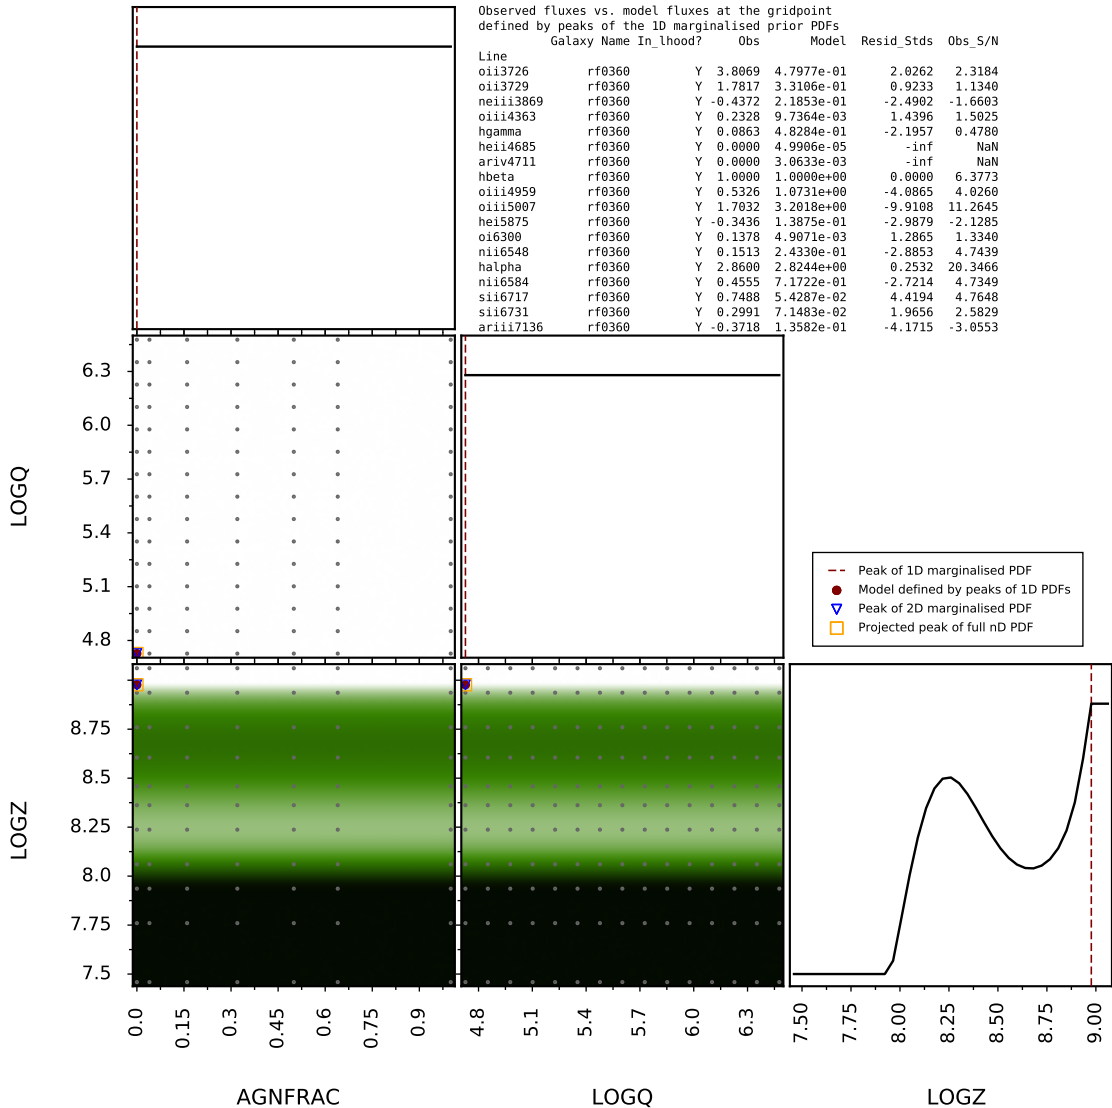 Observed fluxes vs. model fluxes at the gridpoint
defined by peaks of the 1D marginalised prior PDFs
Galaxy Name In_lhood? Obs Model Resid_Stds Obs_S/N
Line
oii3726 rf0360 Y 3.8069 4.7977e-01 2.0262 2.3184
oii3729 rf0360 Y 1.7817 3.3106e-01 0.9233 1.1340
neiii3869 rf0360 Y -0.4372 2.1853e-01 -2.4902 -1.6603
oiii4363 rf0360 Y 0.2328 9.7364e-03 1.4396 1.5025
hgamma rf0360 Y 0.0863 4.8284e-01 -2.1957 0.4780
heii4685 rf0360 Y 0.0000 4.9906e-05 -inf NaN
ariv4711 rf0360 Y 0.0000 3.0633e-03 -inf NaN
hbeta rf0360 Y 1.0000 1.0000e+00 0.0000 6.3773
oiii4959 rf0360 Y 0.5326 1.0731e+00 -4.0865 4.0260
oiii5007 rf0360 Y 1.7032 3.2018e+00 -9.9108 11.2645
hei5875 rf0360 Y -0.3436 1.3875e-01 -2.9879 -2.1285
oi6300 rf0360 Y 0.1378 4.9071e-03 1.2865 1.3340
nii6548 rf0360 Y 0.1513 2.4330e-01 -2.8853 4.7439
halpha rf0360 Y 2.8600 2.8244e+00 0.2532 20.3466
nii6584 rf0360 Y 0.4555 7.1722e-01 -2.7214 4.7349
sii6717 rf0360 Y 0.7488 5.4287e-02 4.4194 4.7648
sii6731 rf0360 Y 0.2991 7.1483e-02 1.9656 2.5829
ariii7136 rf0360 Y -0.3718 1.3582e-01 -4.1715 -3.0553
6.3
6.0
5.7
5.4
5.1
4.8
LOGQ
Peak of 1D marginalised PDF
Model defined by peaks of 1D PDFs
Peak of 2D marginalised PDF
Projected peak of full nD PDF
8.75
8.5
8.25
8.0
7.75
7.5
LOGZ
0.0 0.15 0.3 0.45 0.6 0.75 0.9
4.8 5.1 5.4 5.7 6.0 6.3
7.50 7.75 8.00 8.25 8.50 8.75 9.00
AGNFRAC LOGQ LOGZ